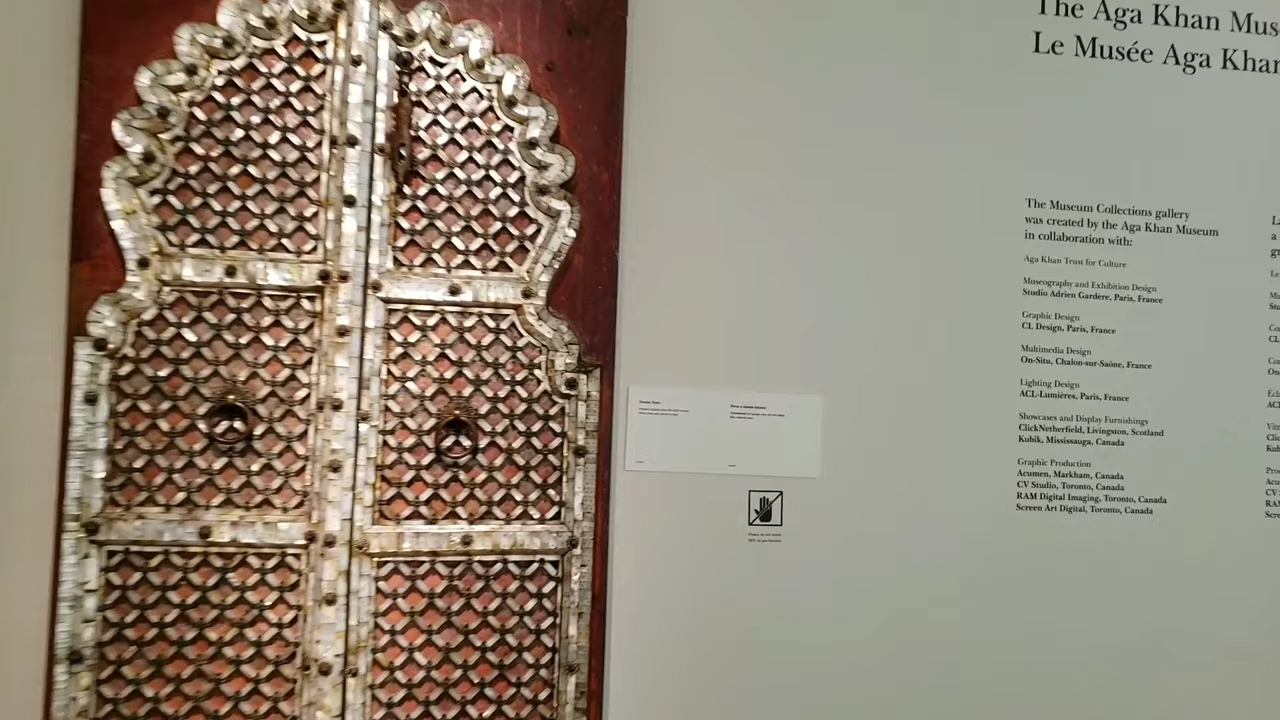 The Aga Khan Mus
Le Musée Aga Khan
The Museum Collections gallery
was created by the Aga Khan Museum
in collaboration with:
Aga Khan Trust for Culture
Museography and Exhibition Design
Studio Adrien Gardère, Paris, France
Graphic Design
CL Design, Paris, France
Multimedia Design
On-Situ, Chalon-sur-Saône, France
Lighting Design
ACL-Lumières, Paris, France
Showcases and Display Furnishings
ClickNetherfield, Livingston, Scotland
Kubik, Mississauga, Canada
Graphic Production
Acumen, Markham, Canada
CV Studio, Toronto, Canada
RAM Digital Imaging, Toronto, Canada
Screen Art Digital, Toronto, Canada
Please do not touch